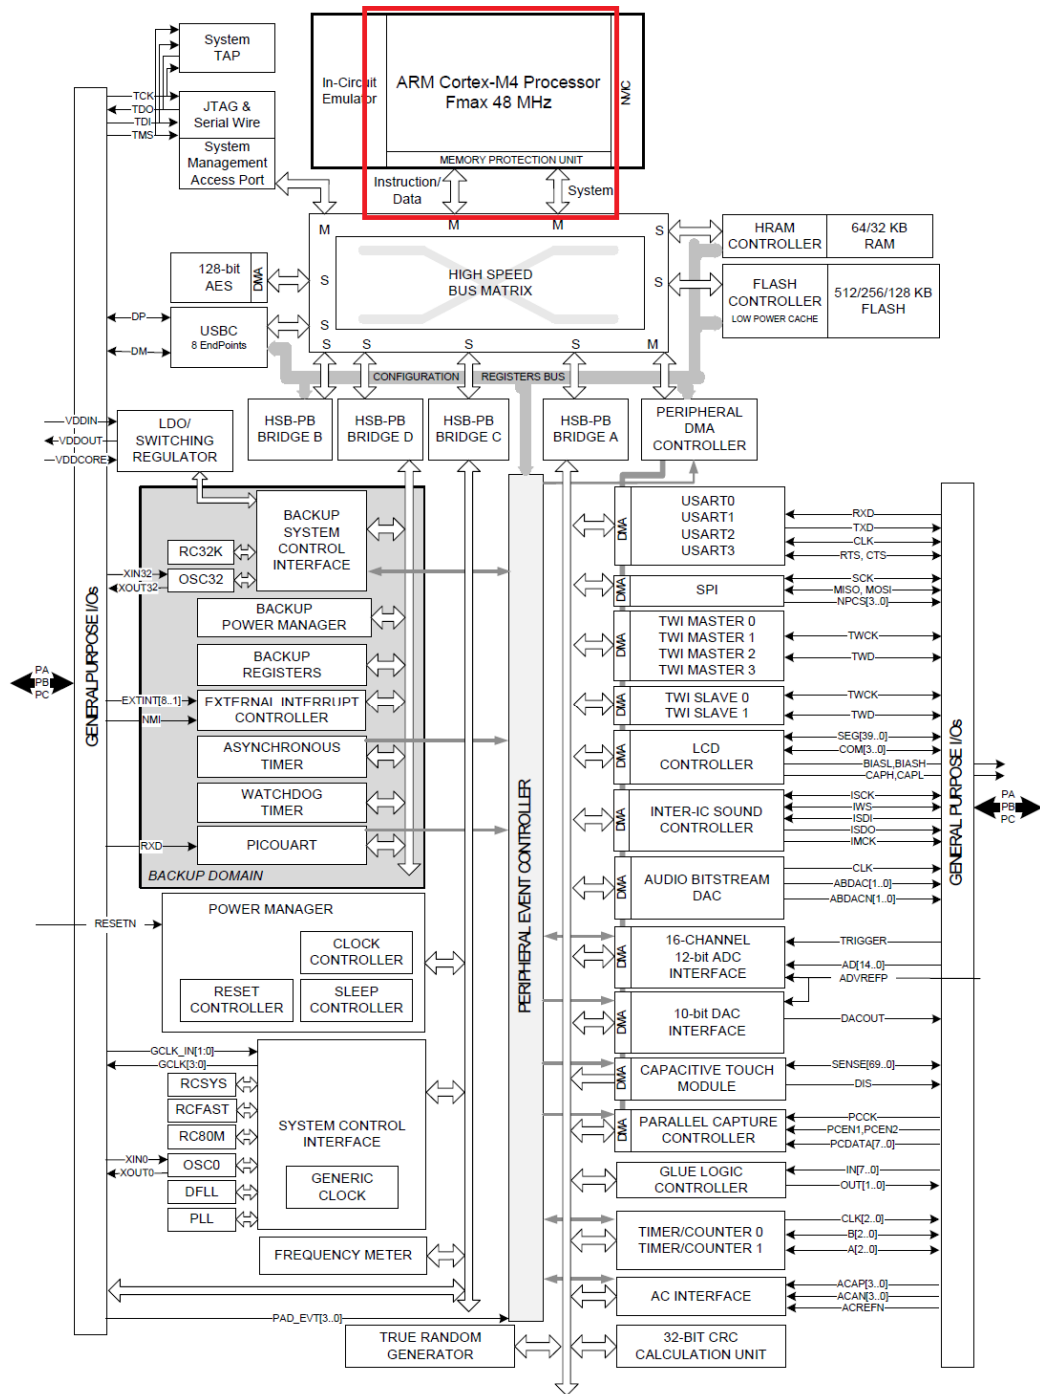 System
TAP
TCK
TDO
TDI
TMS
JTAG &
Serial Wire
System
Management
Access Port
In-Circuit
Emulator
ARM Cortex-M4 Processor
Fmax 48 MHz
NVIC
MEMORY PROTECTION UNIT
Instruction/
Data
System
M
M
M
S
HRAM
CONTROLLER
64/32 KB
RAM
128-bit
AES
DMA
S
HIGH SPEED
BUS MATRIX
S
FLASH
CONTROLLER
LOW POWER CACHE
512/256/128 KB
FLASH
DP
DM
USBC
8 EndPoints
S
S
S
S
S
M
CONFIGURATION
REGISTERS BUS
HSB-PB
BRIDGE B
HSB-PB
BRIDGE D
HSB-PB
BRIDGE C
HSB-PB
BRIDGE A
PERIPHERAL
DMA
CONTROLLER
VDDIN
VDDOUT
VDDCORE
LDO/
SWITCHING
REGULATOR
BACKUP
SYSTEM
CONTROL
INTERFACE
RC32K
OSC32
XIN32
XOUT32
BACKUP
POWER MANAGER
BACKUP
REGISTERS
EXTINT[8..1]
NMI
EXTERNAL INTERRUPT
CONTROLLER
ASYNCHRONOUS
TIMER
WATCHDOG
TIMER
RXD
PICOUART
BACKUP DOMAIN
PA
PB
PC
GENERALPURPOSE I/Os
RESETN
POWER MANAGER
CLOCK
CONTROLLER
RESET
CONTROLLER
SLEEP
CONTROLLER
GCLK_IN[1:0]
GCLK[3:0]
RCSYS
RCFAST
RC80M
XIN0
XOUT0
OSC0
DFLL
PLL
SYSTEM CONTROL
INTERFACE
GENERIC
CLOCK
FREQUENCY METER
PAD_EVT[3..0]
TRUE RANDOM
GENERATOR
PERIPHERAL EVENT CONTROLLER
DMA
USART0
USART1
USART2
USART3
RXD
TXD
CLK
RTS, CTS
DMA
SPI
SCK
MISO, MOSI
NPCS[3..0]
DMA
TWI MASTER 0
TWI MASTER 1
TWI MASTER 2
TWI MASTER 3
TWCK
TWD
DMA
TWI SLAVE 0
TWI SLAVE 1
TWCK
TWD
DMA
LCD
CONTROLLER
SEG[39..0]
COM[3..0]
BIASL,BIASH
CAPH,CAPL
DMA
INTER-IC SOUND
CONTROLLER
ISCK
IWS
ISDI
ISDO
IMCK
DMA
AUDIO BITSTREAM
DAC
CLK
ABDAC[1..0]
ABDACN[1..0]
DMA
16-CHANNEL
12-bit ADC
INTERFACE
TRIGGER
AD[14..0]
ADVREFP
DMA
10-bit DAC
INTERFACE
DACOUT
DMA
CAPACITIVE TOUCH
MODULE
SENSE[69..0]
DIS
DMA
PARALLEL CAPTURE
CONTROLLER
PCCK
PCEN1,PCEN2
PCDATA[7..0]
GLUE LOGIC
CONTROLLER
IN[7..0]
OUT[1..0]
TIMER/COUNTER 0
TIMER/COUNTER 1
CLK[2..0]
B[2..0]
A[2..0]
AC INTERFACE
ACAP[3..0]
ACAN[3..0]
ACREFN
32-BIT CRC
CALCULATION UNIT
GENERAL PURPOSE I/Os
PA
PB
PC